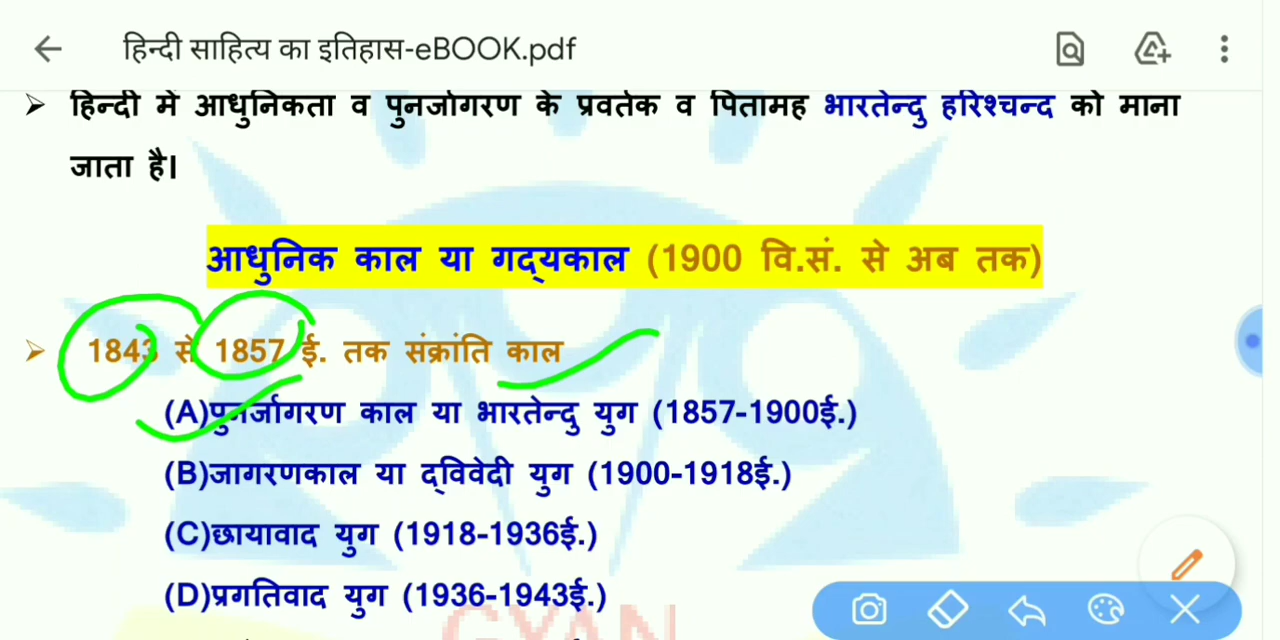 हिन्दी साहित्य का इतिहास-eBOOK.pdf
➢ हिन्दी में आधुनिकता व पुनर्जागरण के प्रवर्तक व पितामह भारतेन्दु हरिश्चन्द को माना
जाता है।
आधुनिक काल या गद्यकाल (1900 वि.सं. से अब तक)
➢ 1843 से 1857 ई. तक संक्रांति काल
(A)पुनर्जागरण काल या भारतेन्दु युग (1857-1900ई.)
(B)जागरणकाल या द्विवेदी युग (1900-1918ई.)
(C)छायावाद युग (1918-1936ई.)
(D)प्रगतिवाद युग (1936-1943ई.)
GYAN